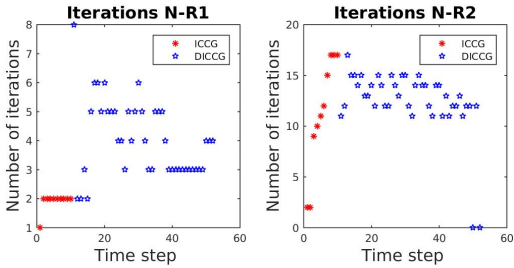 Iterations N-R1
Number of iterations
8
7
6
5
4
3
2
1
0
20
40
60
Time step
ICCG
DICCG
Iterations N-R2
Number of iterations
20
15
10
5
0
0
20
40
60
Time step
ICCG
DICCG